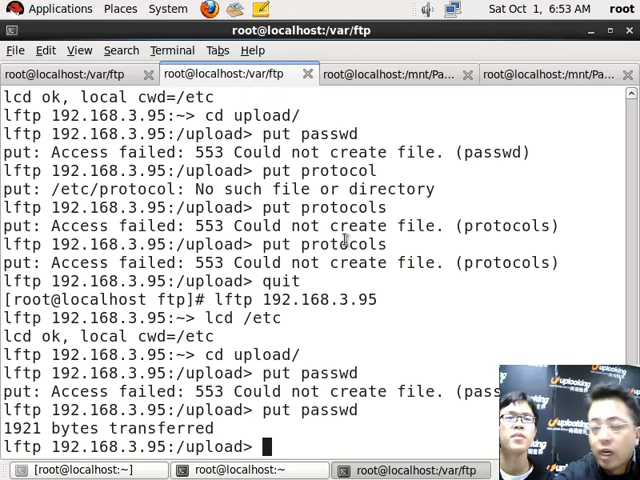 Applications Places System Sat Oct 1, 6:53 AM root
root@localhost:/var/ftp
File Edit View Search Terminal Tabs Help
root@localhost:/var/ftp root@localhost:/var/ftp root@localhost:/mnt/Pa... root@localhost:/mnt/Pa...
lcd ok, local cwd=/etc
lftp 192.168.3.95:~> cd upload/
lftp 192.168.3.95:/upload> put passwd
put: Access failed: 553 Could not create file. (passwd)
lftp 192.168.3.95:/upload> put protocol
put: /etc/protocol: No such file or directory
lftp 192.168.3.95:/upload> put protocols
put: Access failed: 553 Could not create file. (protocols)
lftp 192.168.3.95:/upload> put protocols
put: Access failed: 553 Could not create file. (protocols)
lftp 192.168.3.95:/upload> quit
[root@localhost ftp]# lftp 192.168.3.95
lftp 192.168.3.95:~> lcd /etc
lcd ok, local cwd=/etc
lftp 192.168.3.95:~> cd upload/
lftp 192.168.3.95:/upload> put passwd
put: Access failed: 553 Could not create file. (pass
lftp 192.168.3.95:/upload> put passwd
1921 bytes transferred
lftp 192.168.3.95:/upload>
uplooking
uplooking
[root@localhost:~] root@localhost:~ root@localhost:/var/ftp